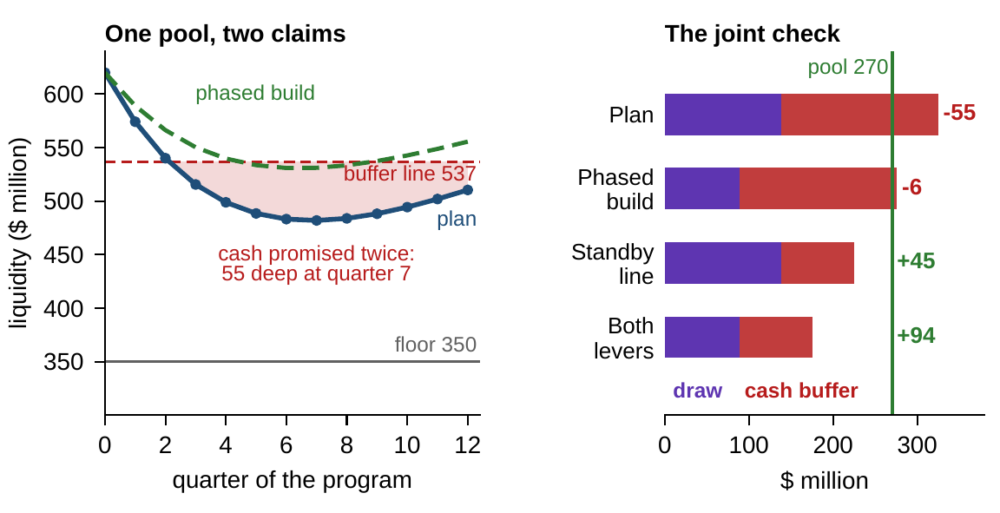 One pool, two claims
liquidity ($ million)
600
550
500
450
400
350
phased build
buffer line 537
plan
cash promised twice:
55 deep at quarter 7
floor 350
0 2 4 6 8 10 12
quarter of the program
The joint check
pool 270
Plan
-55
Phased
build
-6
Standby
line
+45
Both
levers
+94
draw cash buffer
0 100 200 300
$ million